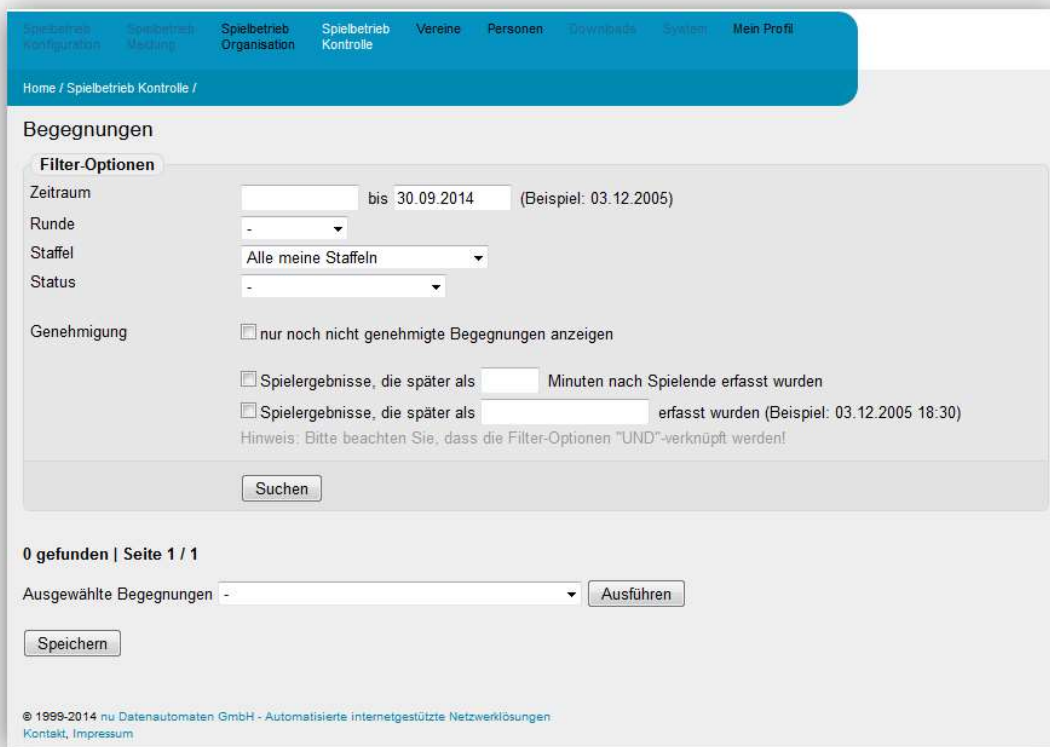 Spielbetrieb Konfiguration
Spielbetrieb Meldung
Spielbetrieb Organisation
Spielbetrieb Kontrolle
Vereine
Personen
Downloads
System
Mein Profil
Home / Spielbetrieb Kontrolle /
Begegnungen
Filter-Optionen
Zeitraum bis 30.09.2014 (Beispiel: 03.12.2005)
Runde -
Staffel Alle meine Staffeln
Status -
Genehmigung nur noch nicht genehmigte Begegnungen anzeigen
Spielergebnisse, die später als Minuten nach Spielende erfasst wurden
Spielergebnisse, die später als erfasst wurden (Beispiel: 03.12.2005 18:30)
Hinweis: Bitte beachten Sie, dass die Filter-Optionen "UND"-verknüpft werden!
Suchen
0 gefunden | Seite 1 / 1
Ausgewählte Begegnungen - Ausführen
Speichern
© 1999-2014 nu Datenautomaten GmbH - Automatisierte internetgestützte Netzwerklösungen
Kontakt, Impressum